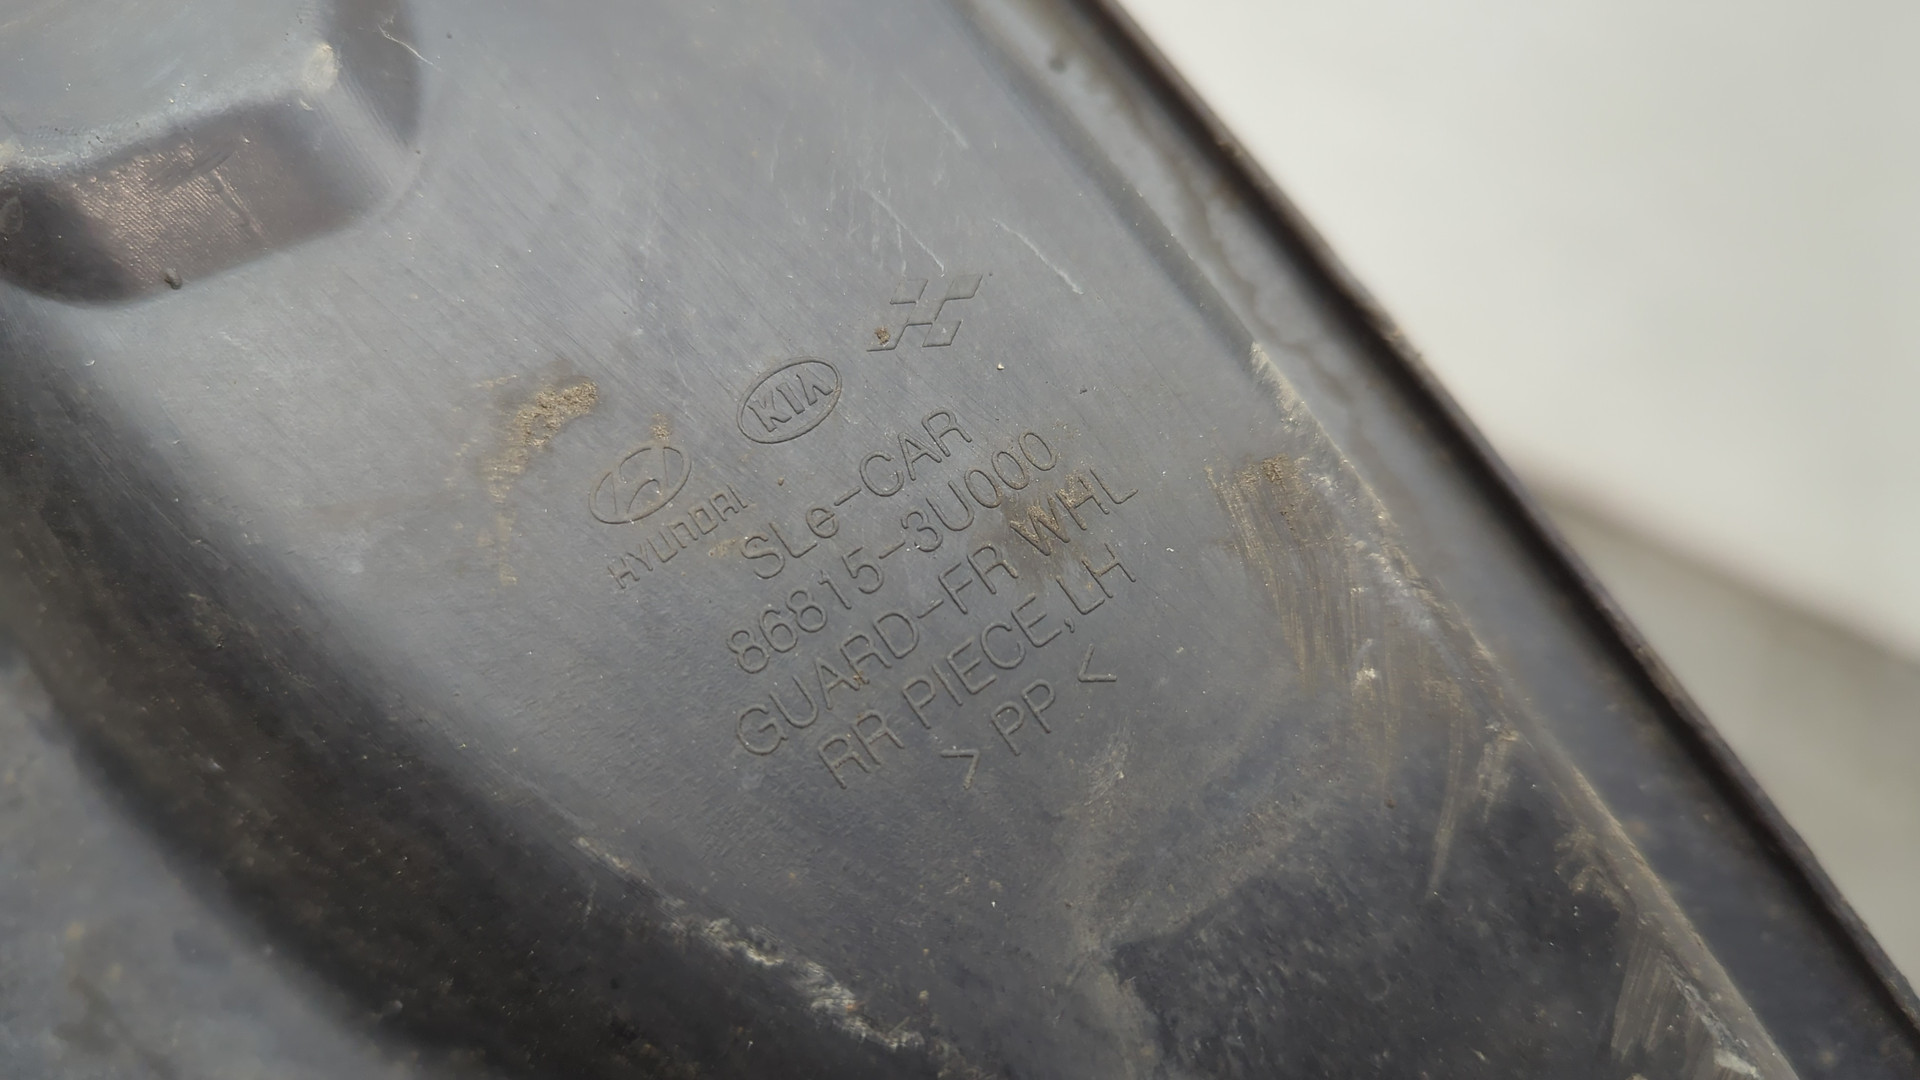 KIA
HYUNDAI
SLe-CAR
86815-3U000
GUARD-FR WHL
RR PIECE,LH
>PP<